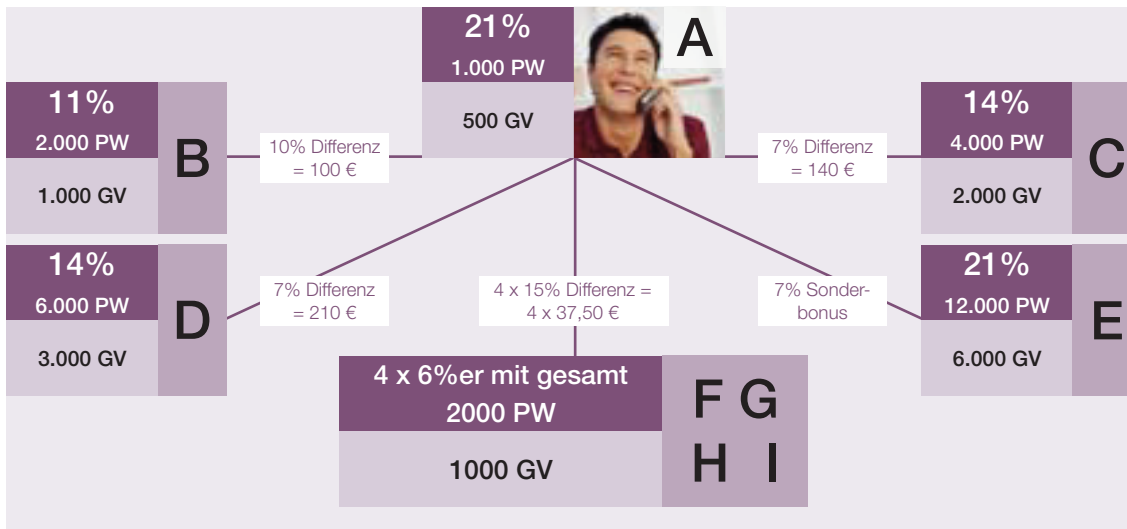 21%
1.000 PW
500 GV
A
11%
2.000 PW
1.000 GV
B
10% Differenz
= 100 €
7% Differenz
= 140 €
14%
4.000 PW
2.000 GV
C
14%
6.000 PW
3.000 GV
D
7% Differenz
= 210 €
4 x 15% Differenz =
4 x 37,50 €
7% Sonder-
bonus
21%
12.000 PW
6.000 GV
E
4 x 6%er mit gesamt
2000 PW
1000 GV
F G
H I